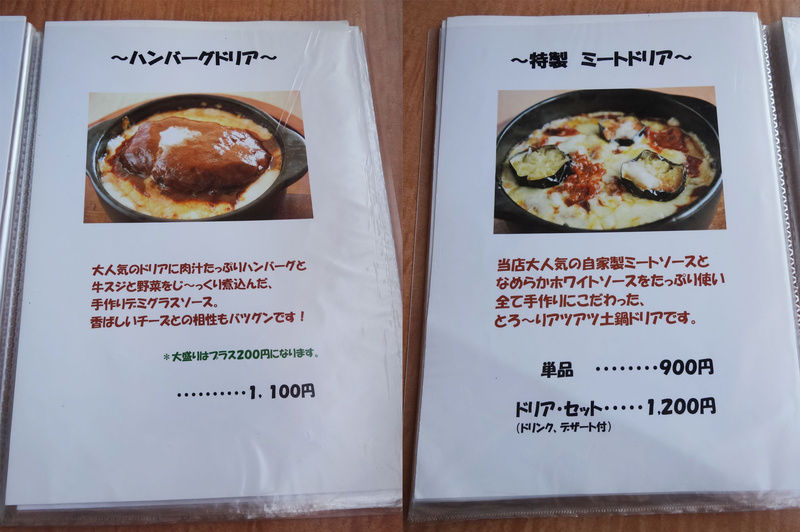 ～ハンバーグドリア～
大人気のドリアに肉汁たっぷりハンバーグと
牛スジと野菜をじ～っくり煮込んだ、
手作りデミグラスソース。
香ばしいチーズとの相性もバツグンです！
＊大盛りはプラス200円になります。
‥‥‥‥‥1,100円
～特製 ミートドリア～
当店大人気の自家製ミートソースと
なめらかホワイトソースをたっぷり使い
全て手作りにこだわった、
とろ～りアツアツ土鍋ドリアです。
単品 ‥‥‥‥900円
ドリア・セット‥‥‥1,200円
（ドリンク、デザート付）